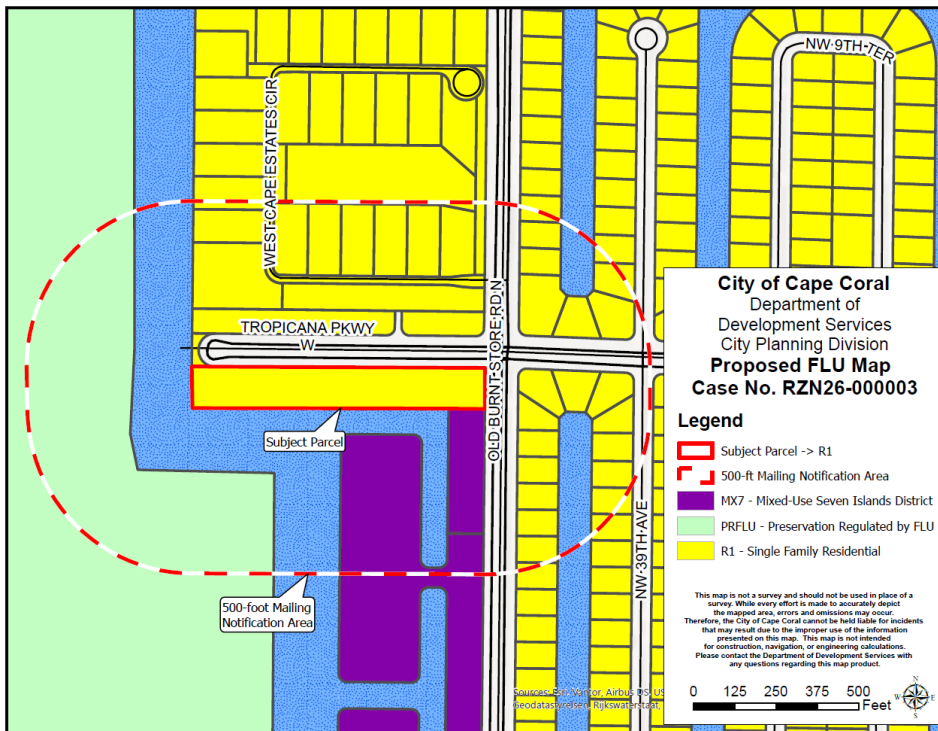 NW 9TH TER
WEST CAPE ESTATES CIR
OLD BURNT STORE RD N
TROPICANA PKWY
W
Subject Parcel
NW 39TH AVE
500-foot Mailing
Notification Area
City of Cape Coral
Department of
Development Services
City Planning Division
Proposed FLU Map
Case No. RZN26-000003
Legend
Subject Parcel -> R1
500-ft Mailing Notification Area
MX7 - Mixed-Use Seven Islands District
PRFLU - Preservation Regulated by FLU
R1 - Single Family Residential
This map is not a survey and should not be used in place of a
survey. While every effort is made to accurately depict
the mapped area, errors and omissions may occur.
Therefore, the City of Cape Coral cannot be held liable for incidents
that may result due to the improper use of the information
presented on this map. This map is not intended
for construction, navigation, or engineering calculations.
Please contact the Department of Development Services with
any questions regarding this map product.
Sources: Esri, Vantor, Airbus DS, US
Geodatastyrelsen, Rijkswaterstaat,
0 125 250 375 500
Feet
N
W E
S